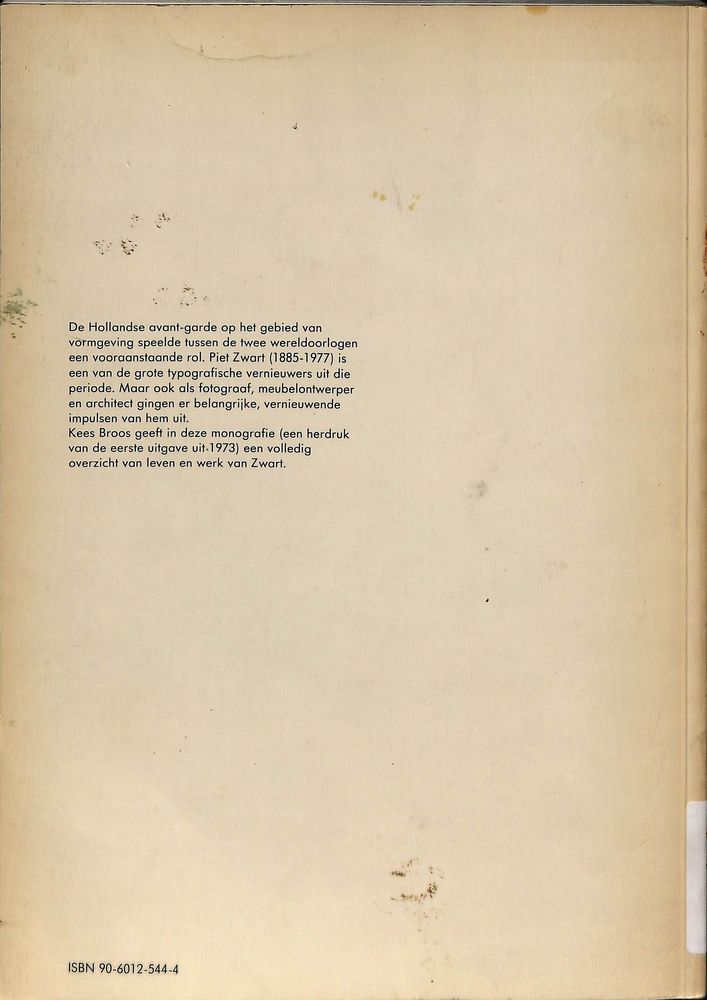 De Hollandse avant-garde op het gebied van
vormgeving speelde tussen de twee wereldoorlogen
een vooraanstaande rol. Piet Zwart (1885-1977) is
een van de grote typografische vernieuwers uit die
periode. Maar ook als fotograaf, meubelontwerper
en architect gingen er belangrijke, vernieuwende
impulsen van hem uit.
Kees Broos geeft in deze monografie (een herdruk
van de eerste uitgave uit 1973) een volledig
overzicht van leven en werk van Zwart.
ISBN 90-6012-544-4